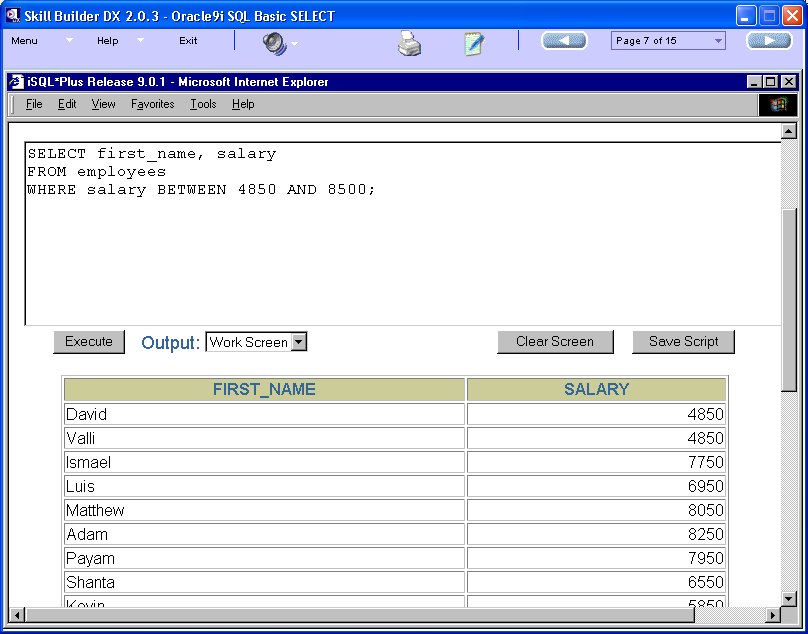 Skill Builder DX 2.0.3 - Oracle9i SQL Basic SELECT
Menu Help Exit Page 7 of 15
iSQL*Plus Release 9.0.1 - Microsoft Internet Explorer
File Edit View Favorites Tools Help
SELECT first_name, salary
FROM employees
WHERE salary BETWEEN 4850 AND 8500;
Execute Output: Work Screen Clear Screen Save Script
FIRST_NAME SALARY
David 4850
Valli 4850
Ismael 7750
Luis 6950
Matthew 8050
Adam 8250
Payam 7950
Shanta 6550
Kevin 5850